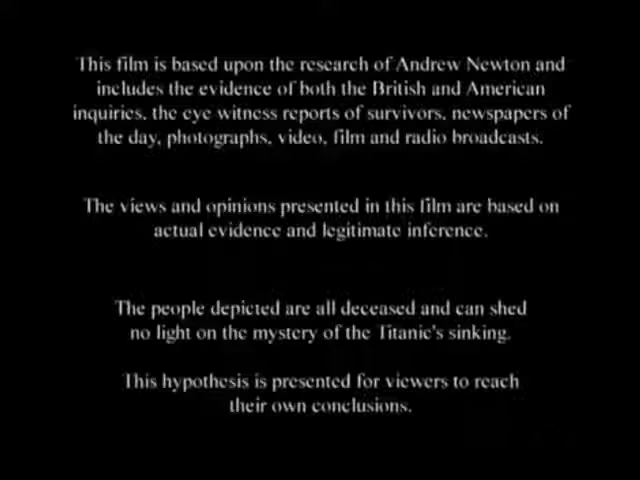 This film is based upon the research of Andrew Newton and
includes the evidence of both the British and American
inquiries, the eye witness reports of survivors, newspapers of
the day, photographs, video, film and radio broadcasts.
The views and opinions presented in this film are based on
actual evidence and legitimate inference.
The people depicted are all deceased and can shed
no light on the mystery of the Titanic's sinking.
This hypothesis is presented for viewers to reach
their own conclusions.